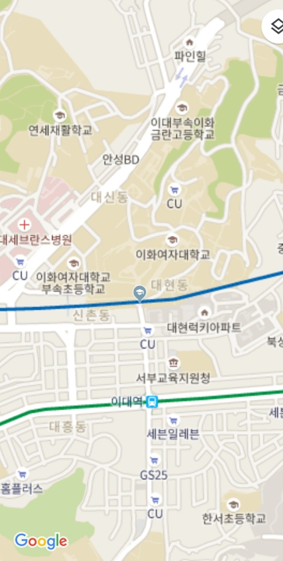 파인힐
이대부속이화
금란고등학교
연세재활학교
안성BD
대신동
CU
대세브란스병원
이화여자대학교
CU
이화여자대학교
부속초등학교
대현동
신촌동
대현럭키아파트
CU
북성
서부교육지원청
이대역
세븐
대흥동
세븐일레븐
홈플러스
GS25
CU
한서초등학교
Google